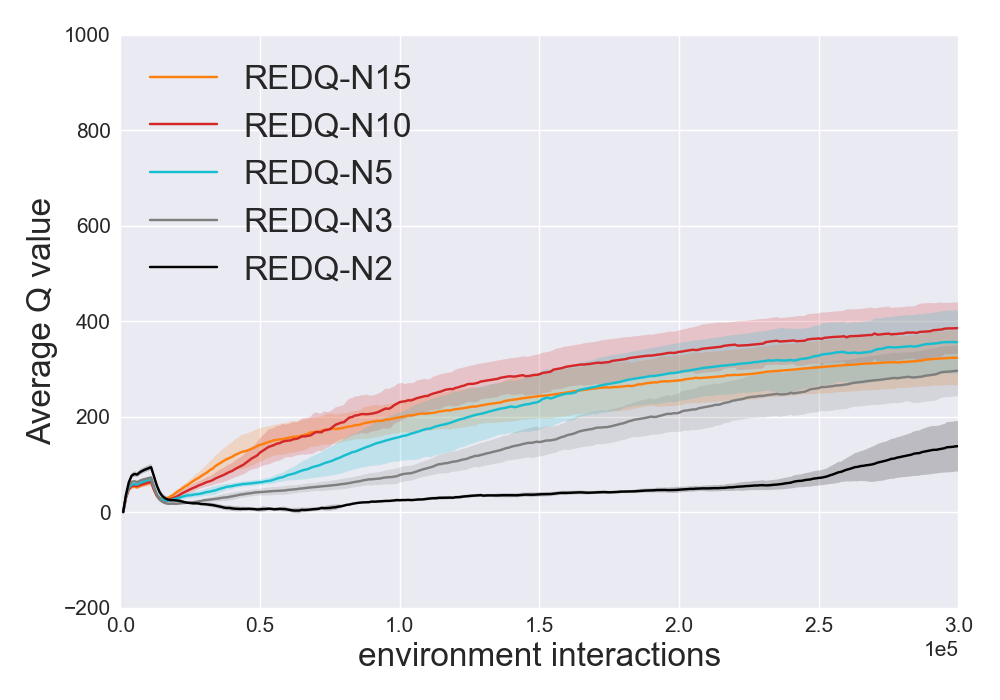 1000
800
600
400
200
0
−200
Average Q value
REDQ-N15
REDQ-N10
REDQ-N5
REDQ-N3
REDQ-N2
0.0 0.5 1.0 1.5 2.0 2.5 3.0
1e5
environment interactions